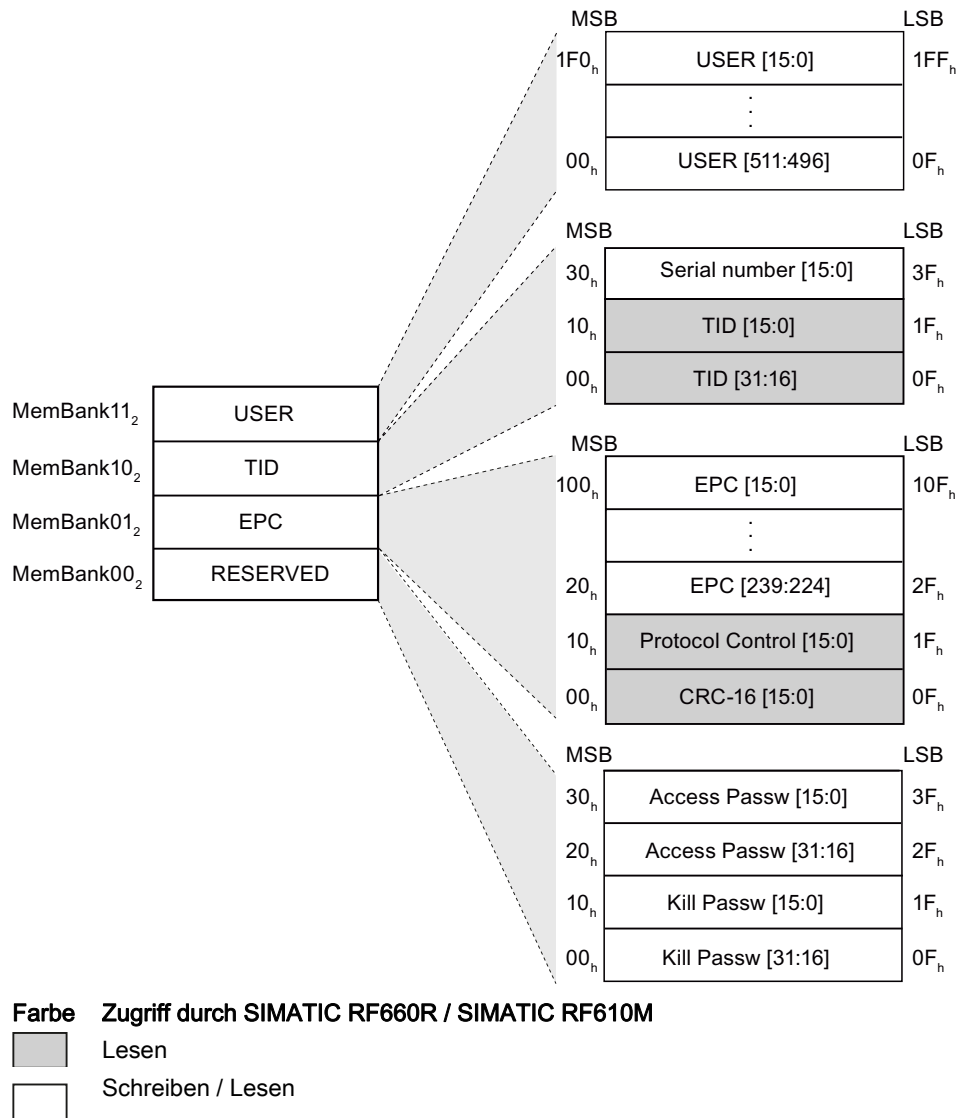 MSB LSB
1F0h USER [15:0] 1FFh
.
.
.
00h USER [511:496] 0Fh
MSB LSB
30h Serial number [15:0] 3Fh
10h TID [15:0] 1Fh
00h TID [31:16] 0Fh
MemBank112 USER
MemBank102 TID
MemBank012 EPC
MemBank002 RESERVED
MSB LSB
100h EPC [15:0] 10Fh
.
.
.
20h EPC [239:224] 2Fh
10h Protocol Control [15:0] 1Fh
00h CRC-16 [15:0] 0Fh
MSB LSB
30h Access Passw [15:0] 3Fh
20h Access Passw [31:16] 2Fh
10h Kill Passw [15:0] 1Fh
00h Kill Passw [31:16] 0Fh
Farbe Zugriff durch SIMATIC RF660R / SIMATIC RF610M
Lesen
Schreiben / Lesen